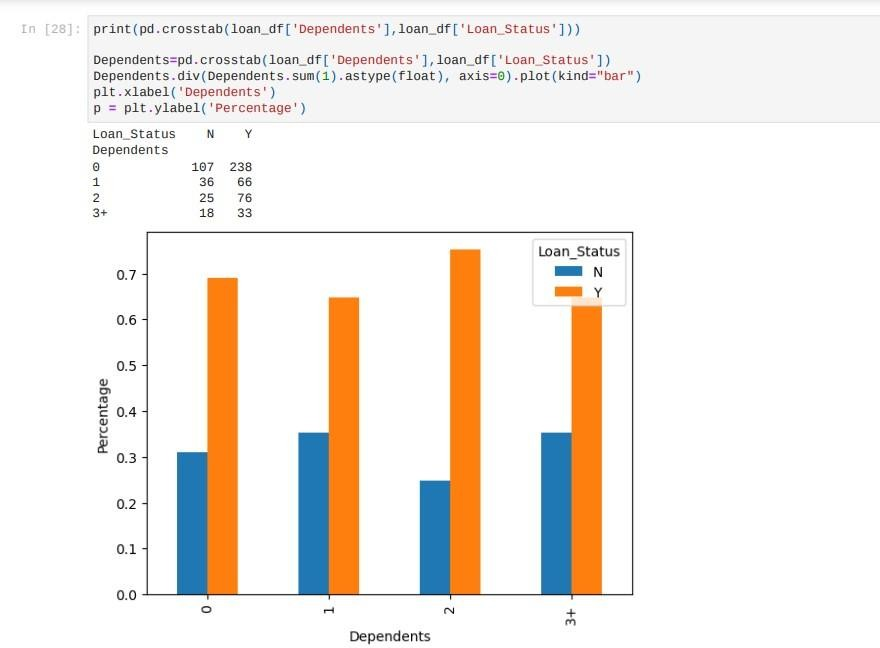 In [28]: print(pd.crosstab(loan_df['Dependents'],loan_df['Loan_Status']))
Dependents=pd.crosstab(loan_df['Dependents'],loan_df['Loan_Status'])
Dependents.div(Dependents.sum(1).astype(float), axis=0).plot(kind="bar")
plt.xlabel('Dependents')
p = plt.ylabel('Percentage')
Loan_Status N Y
Dependents
0 107 238
1 36 66
2 25 76
3+ 18 33
Loan_Status
N
Y
0.7
0.6
0.5
0.4
0.3
0.2
0.1
0.0
Percentage
0 1 2 3+
Dependents